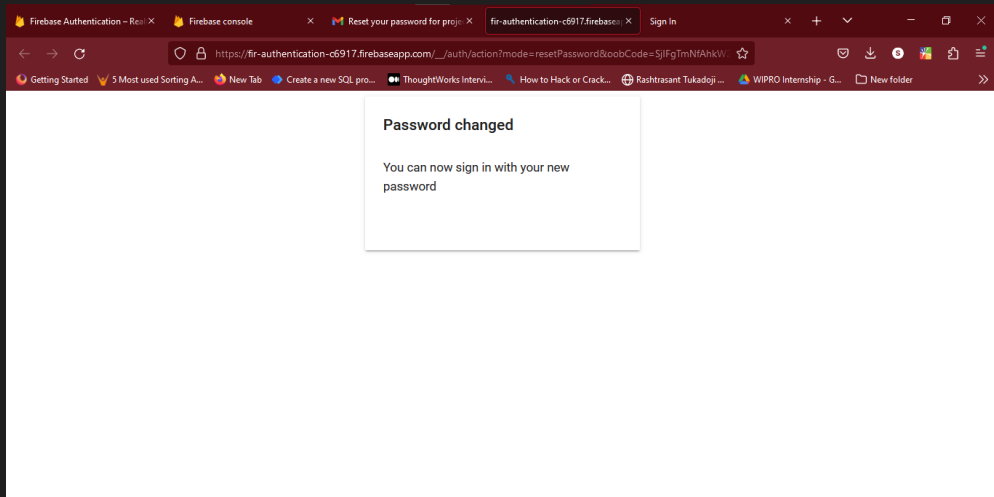 Firebase Authentication – Real
Firebase console
Reset your password for proje
fir-authentication-c6917.firebaseap
Sign In
https://fir-authentication-c6917.firebaseapp.com/__/auth/action?mode=resetPassword&oobCode=
Getting Started
5 Most used Sorting A...
New Tab
Create a new SQL pro...
ThoughtWorks Intervi...
How to Hack or Crack...
Rashtrasant Tukadoji ...
WIPRO Internship - G...
New folder
Password changed
You can now sign in with your new
password